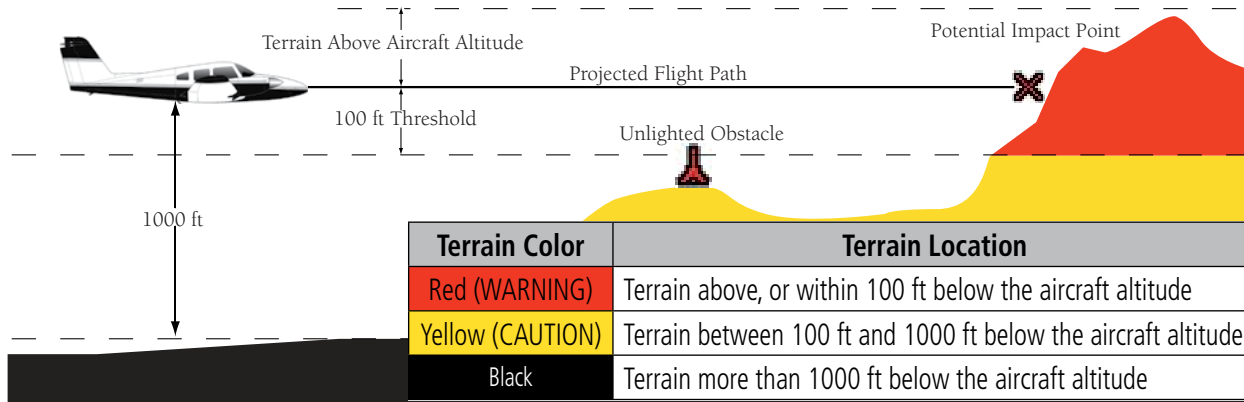 Terrain Above Aircraft Altitude
Potential Impact Point
Projected Flight Path
100 ft Threshold
Unlighted Obstacle
1000 ft
Terrain Color Terrain Location
Red (WARNING) Terrain above, or within 100 ft below the aircraft altitude
Yellow (CAUTION) Terrain between 100 ft and 1000 ft below the aircraft altitude
Black Terrain more than 1000 ft below the aircraft altitude